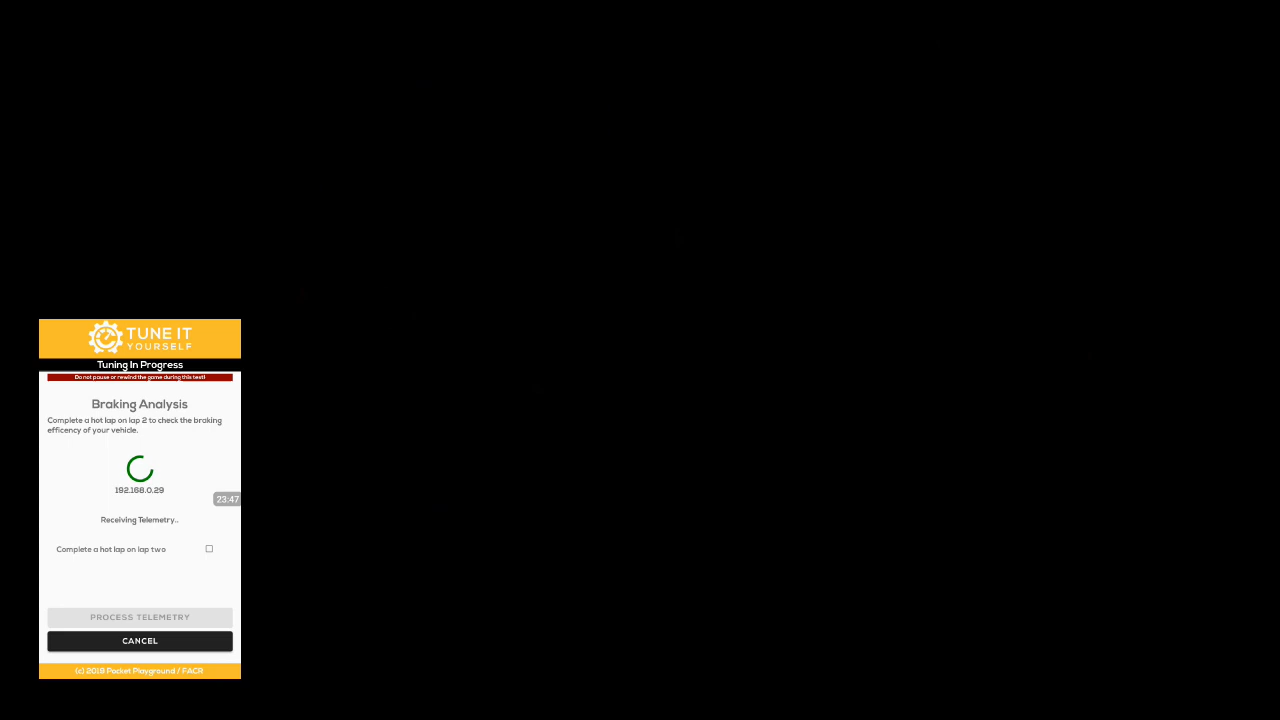 TUNE IT
YOURSELF
Tuning In Progress
Do not pause or rewind the game during this test!
Braking Analysis
Complete a hot lap on lap 2 to check the braking
efficency of your vehicle.
192.168.0.29
23:47
Receiving Telemetry..
Complete a hot lap on lap two
PROCESS TELEMETRY
CANCEL
(c) 2019 Pocket Playground / FACR